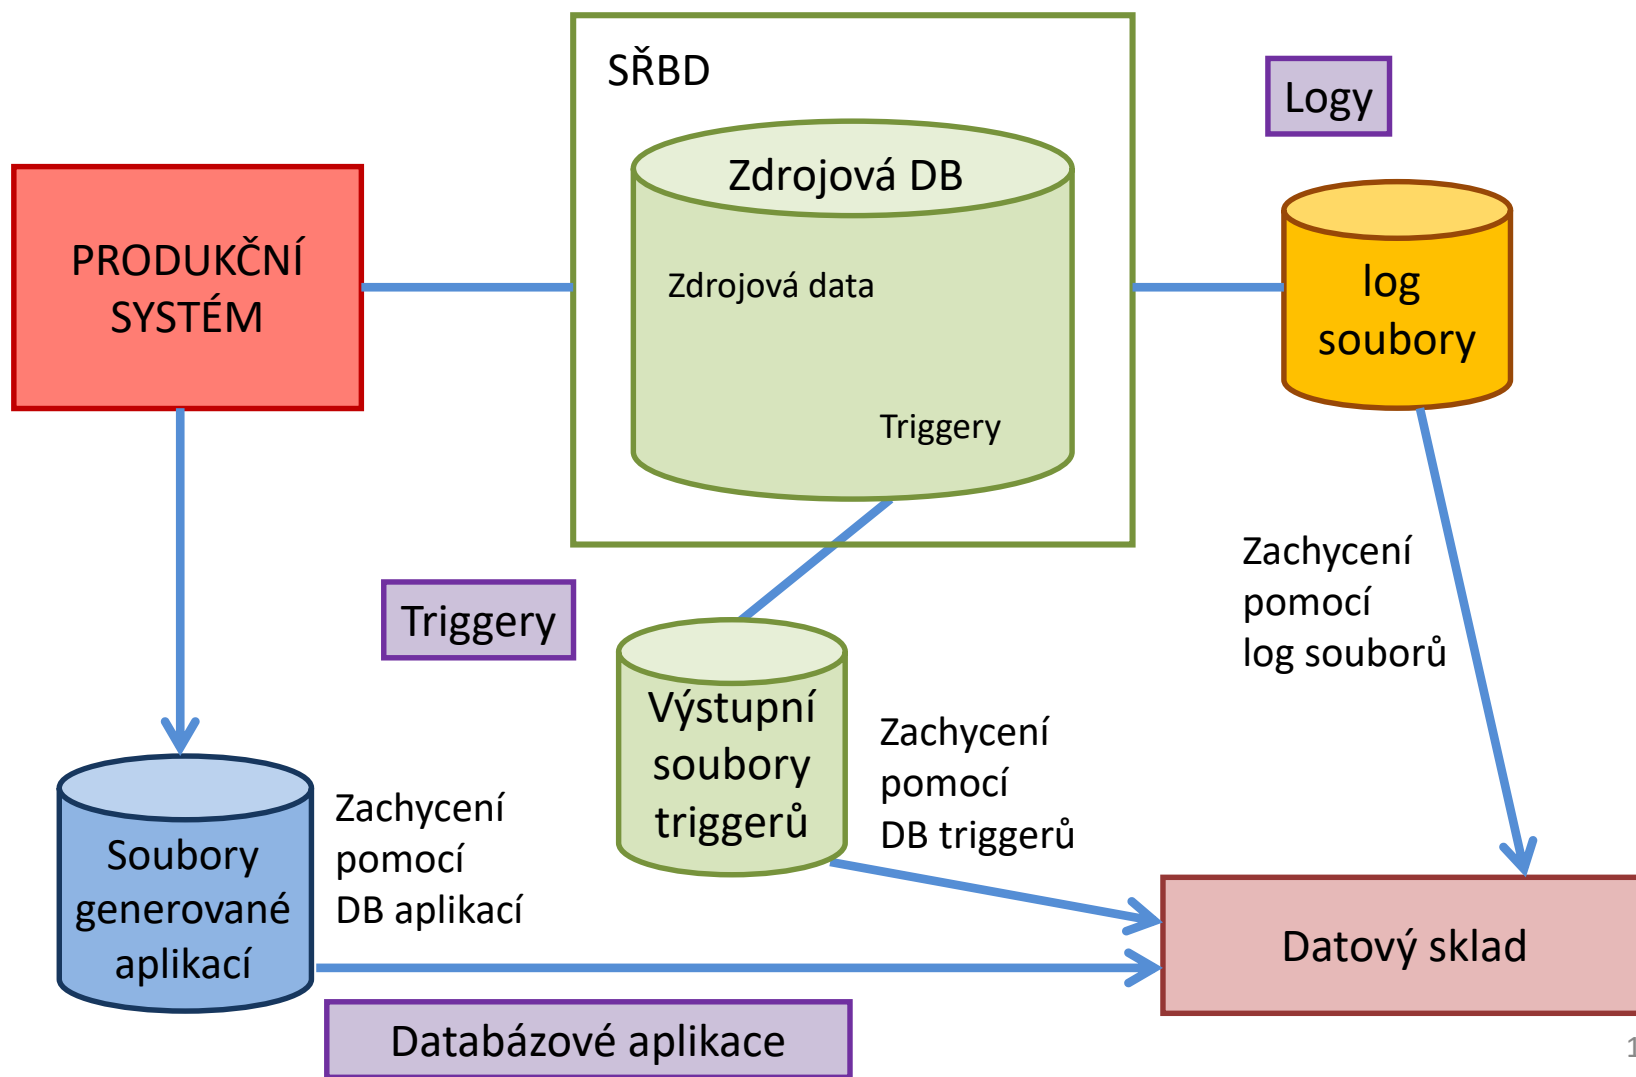 SŘBD
Logy
Zdrojová DB
PRODUKČNÍ
SYSTÉM
Zdrojová data
log
soubory
Triggery
Zachycení
pomocí
log souborů
Triggery
Výstupní
soubory
triggerů
Zachycení
pomocí
DB triggerů
Zachycení
pomocí
DB aplikací
Soubory
generované
aplikací
Datový sklad
Databázové aplikace
1